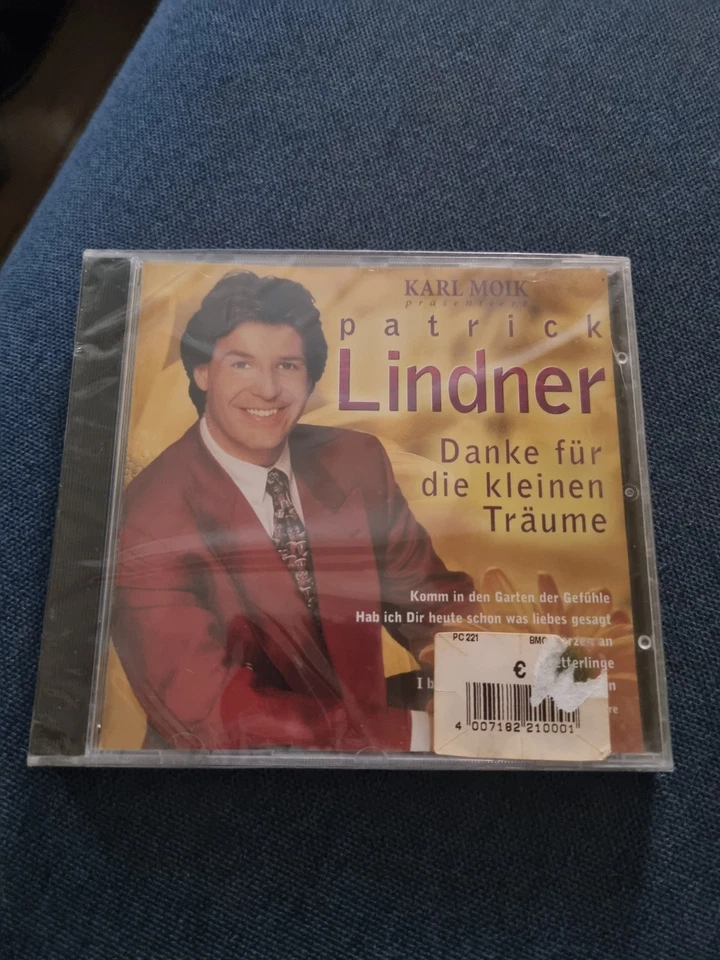 KARL MOIK
präsentiert
patrick
Lindner
Danke für
die kleinen
Träume
Komm in den Garten der Gefühle
Hab ich Dir heute schon was liebes gesagt
an
PC 221
€
4 007182 210001